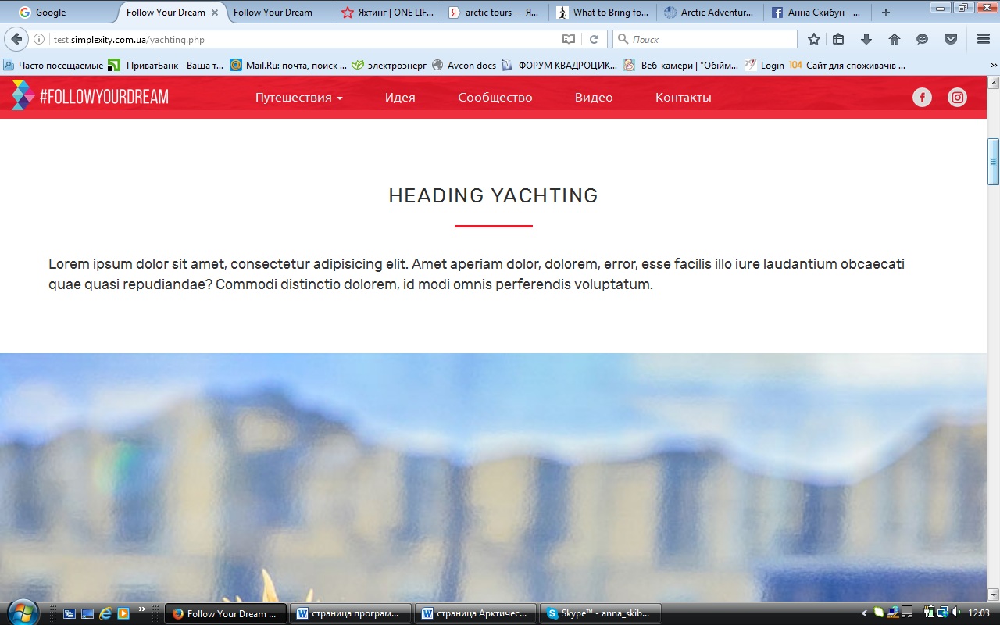 Google
Follow Your Dream
Follow Your Dream
Яхтинг | ONE LIF...
arctic tours — Я...
What to Bring fo...
Arctic Adventur...
Анна Скибун - ...
test.simplexity.com.ua/yachting.php
Поиск
Часто посещаемые
ПриватБанк - Ваша т...
Mail.Ru: почта, поиск ...
электроэнерг
Avcon docs
ФОРУМ КВАДРОЦИК...
Веб-камери | "Обійм...
Login
104
Сайт для споживачів ...
#FOLLOWYOURDREAM
Путешествия
Идея
Сообщество
Видео
Контакты
HEADING YACHTING
Lorem ipsum dolor sit amet, consectetur adipisicing elit. Amet aperiam dolor, dolorem, error, esse facilis illo iure laudantium obcaecati
quae quasi repudiandae? Commodi distinctio dolorem, id modi omnis perferendis voluptatum.
Follow Your Dream ...
страница програм...
страница Арктичес...
Skype™ - anna_skib...
12:03